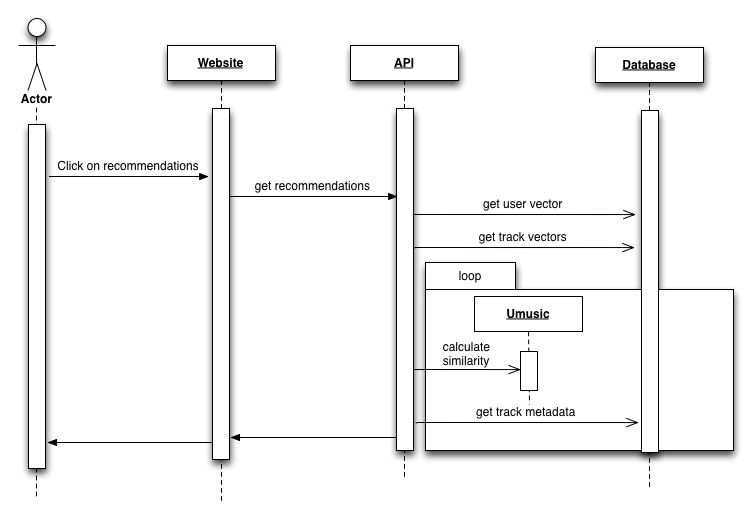 Website
API
Database
Actor
Click on recommendations
get recommendations
get user vector
get track vectors
loop
Umusic
calculate
similarity
get track metadata